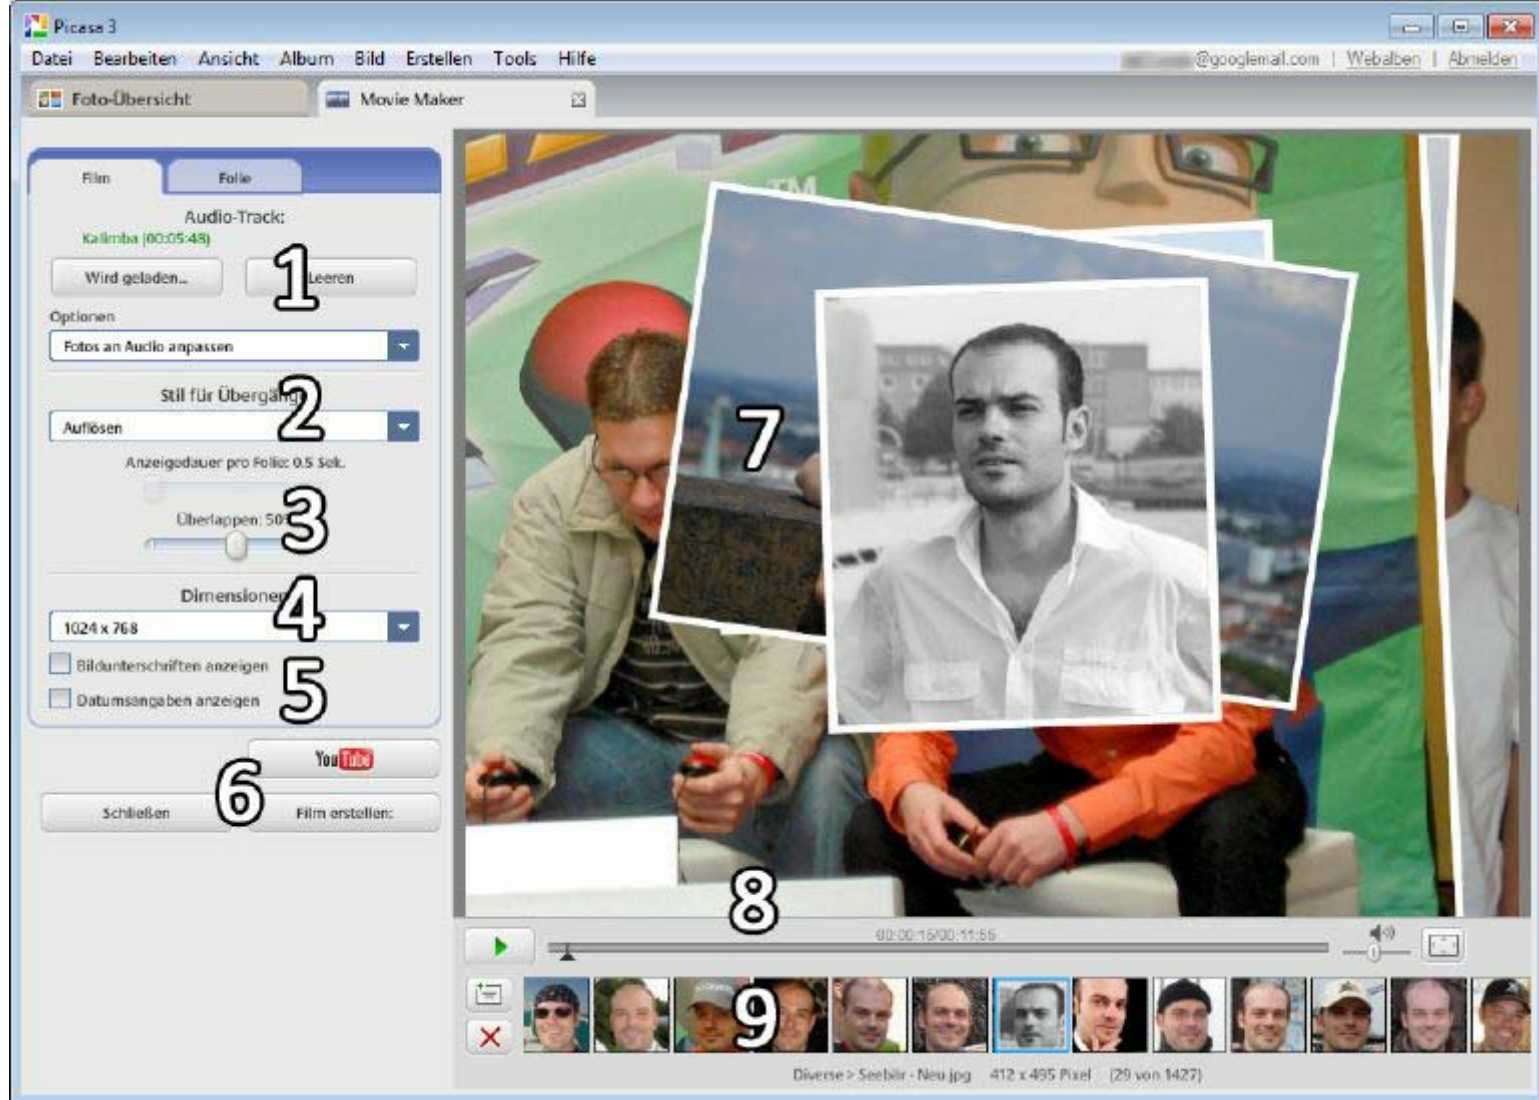 Picasa 3
Datei Bearbeiten Ansicht Album Bild Erstellen Tools Hilfe
@googlemail.com | Webalben | Abmelden
Foto-Übersicht
Movie Maker
Film
Folie
Audio-Track:
Kalimba (00:05:48)
Wird geladen...
Leeren
1
Optionen
Fotos an Audio anpassen
Stil für Übergäng
2
Auflösen
Anzeigedauer pro Folie: 0.5 Sek.
Überlappen: 50
3
Dimensionen
4
1024 x 768
Bildunterschriften anzeigen
5
Datumsangaben anzeigen
YouTube
6
Schließen
Film erstellen:
TM
7
8
00:00:15/00:11:55
9
Diverse > Seebär - Neu.jpg 412 x 495 Pixel (29 von 1427)